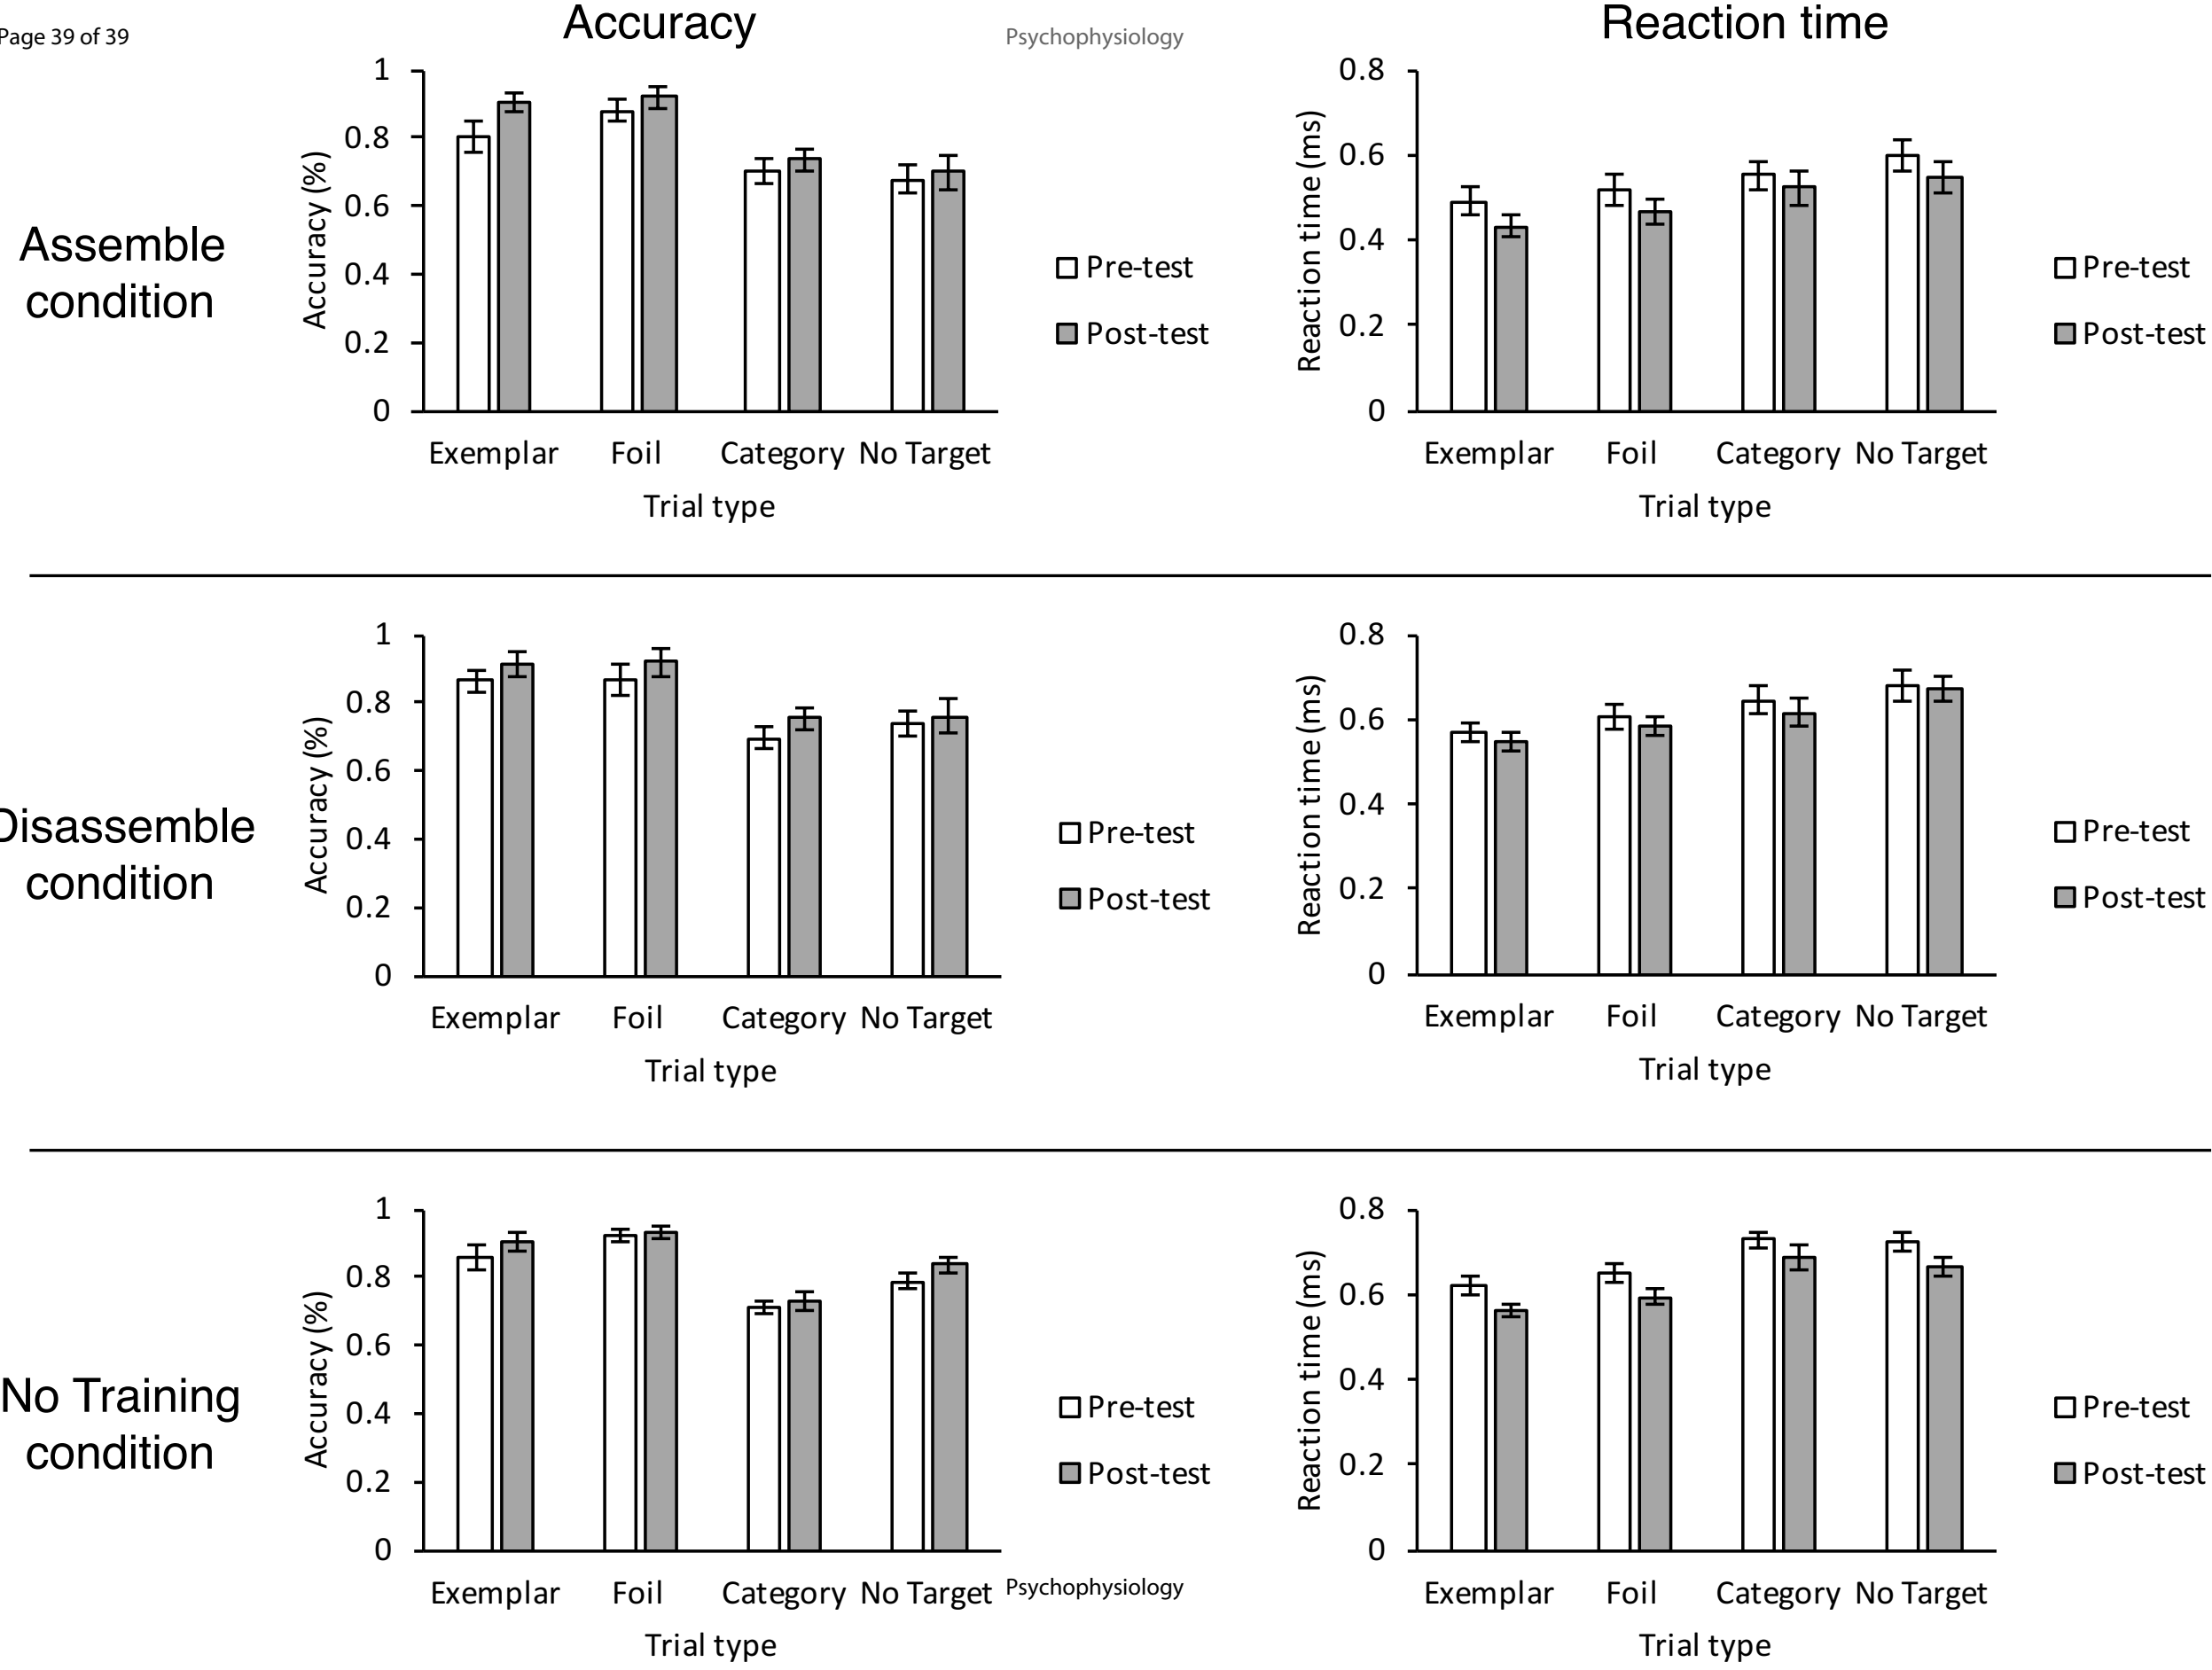 Page 39 of 39
Accuracy
Psychophysiology
Reaction time
Assemble
condition
Accuracy (%)
1
0.8
0.6
0.4
0.2
0
Exemplar Foil Category No Target
Trial type
Pre-test
Post-test
Reaction time (ms)
0.8
0.6
0.4
0.2
0
Exemplar Foil Category No Target
Trial type
Pre-test
Post-test
Disassemble
condition
Accuracy (%)
1
0.8
0.6
0.4
0.2
0
Exemplar Foil Category No Target
Trial type
Pre-test
Post-test
Reaction time (ms)
0.8
0.6
0.4
0.2
0
Exemplar Foil Category No Target
Trial type
Pre-test
Post-test
No Training
condition
Accuracy (%)
1
0.8
0.6
0.4
0.2
0
Exemplar Foil Category No Target
Trial type
Pre-test
Post-test
Psychophysiology
Reaction time (ms)
0.8
0.6
0.4
0.2
0
Exemplar Foil Category No Target
Trial type
Pre-test
Post-test